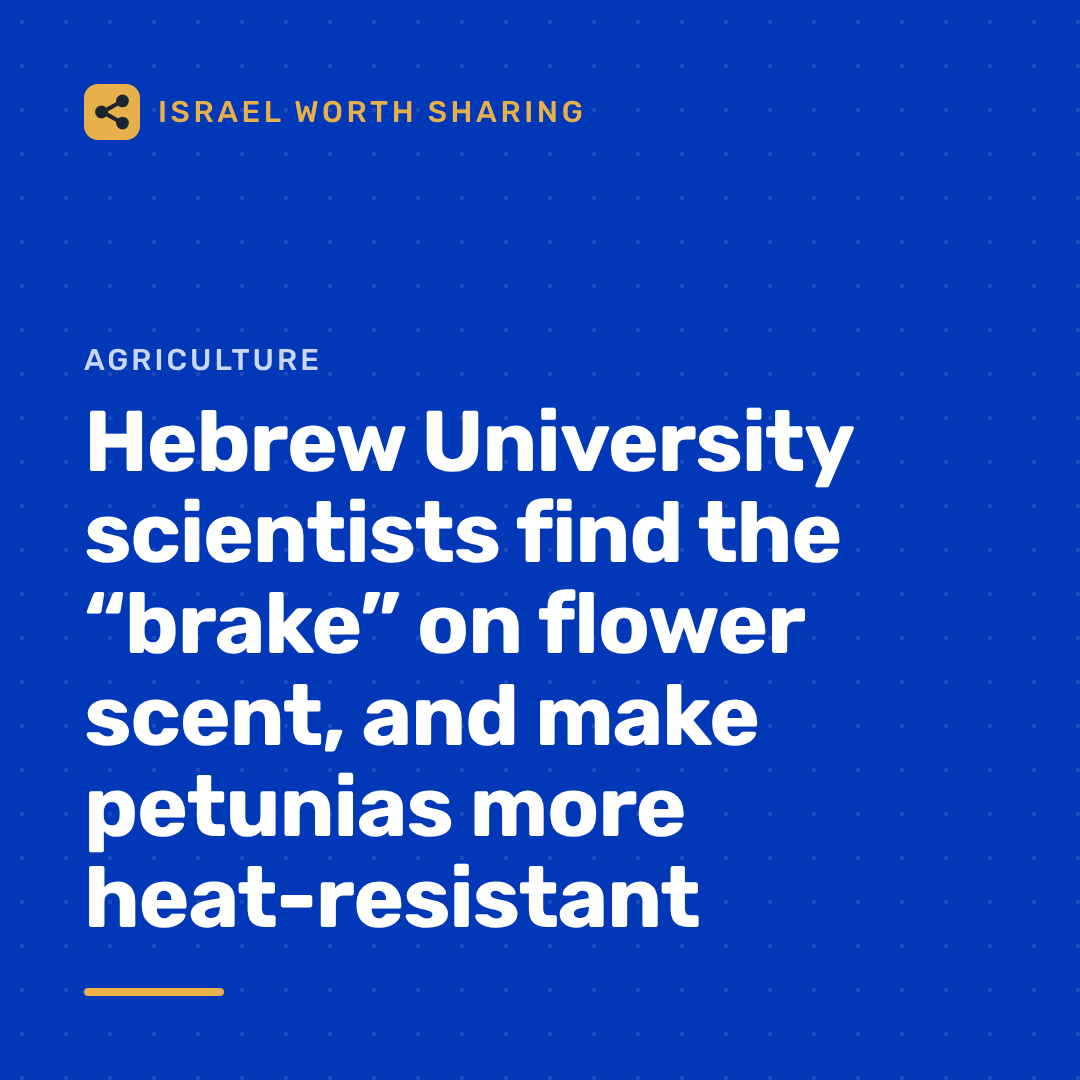 ISRAEL WORTH SHARING
AGRICULTURE
Hebrew University
scientists find the
“brake” on flower
scent, and make
petunias more
heat-resistant